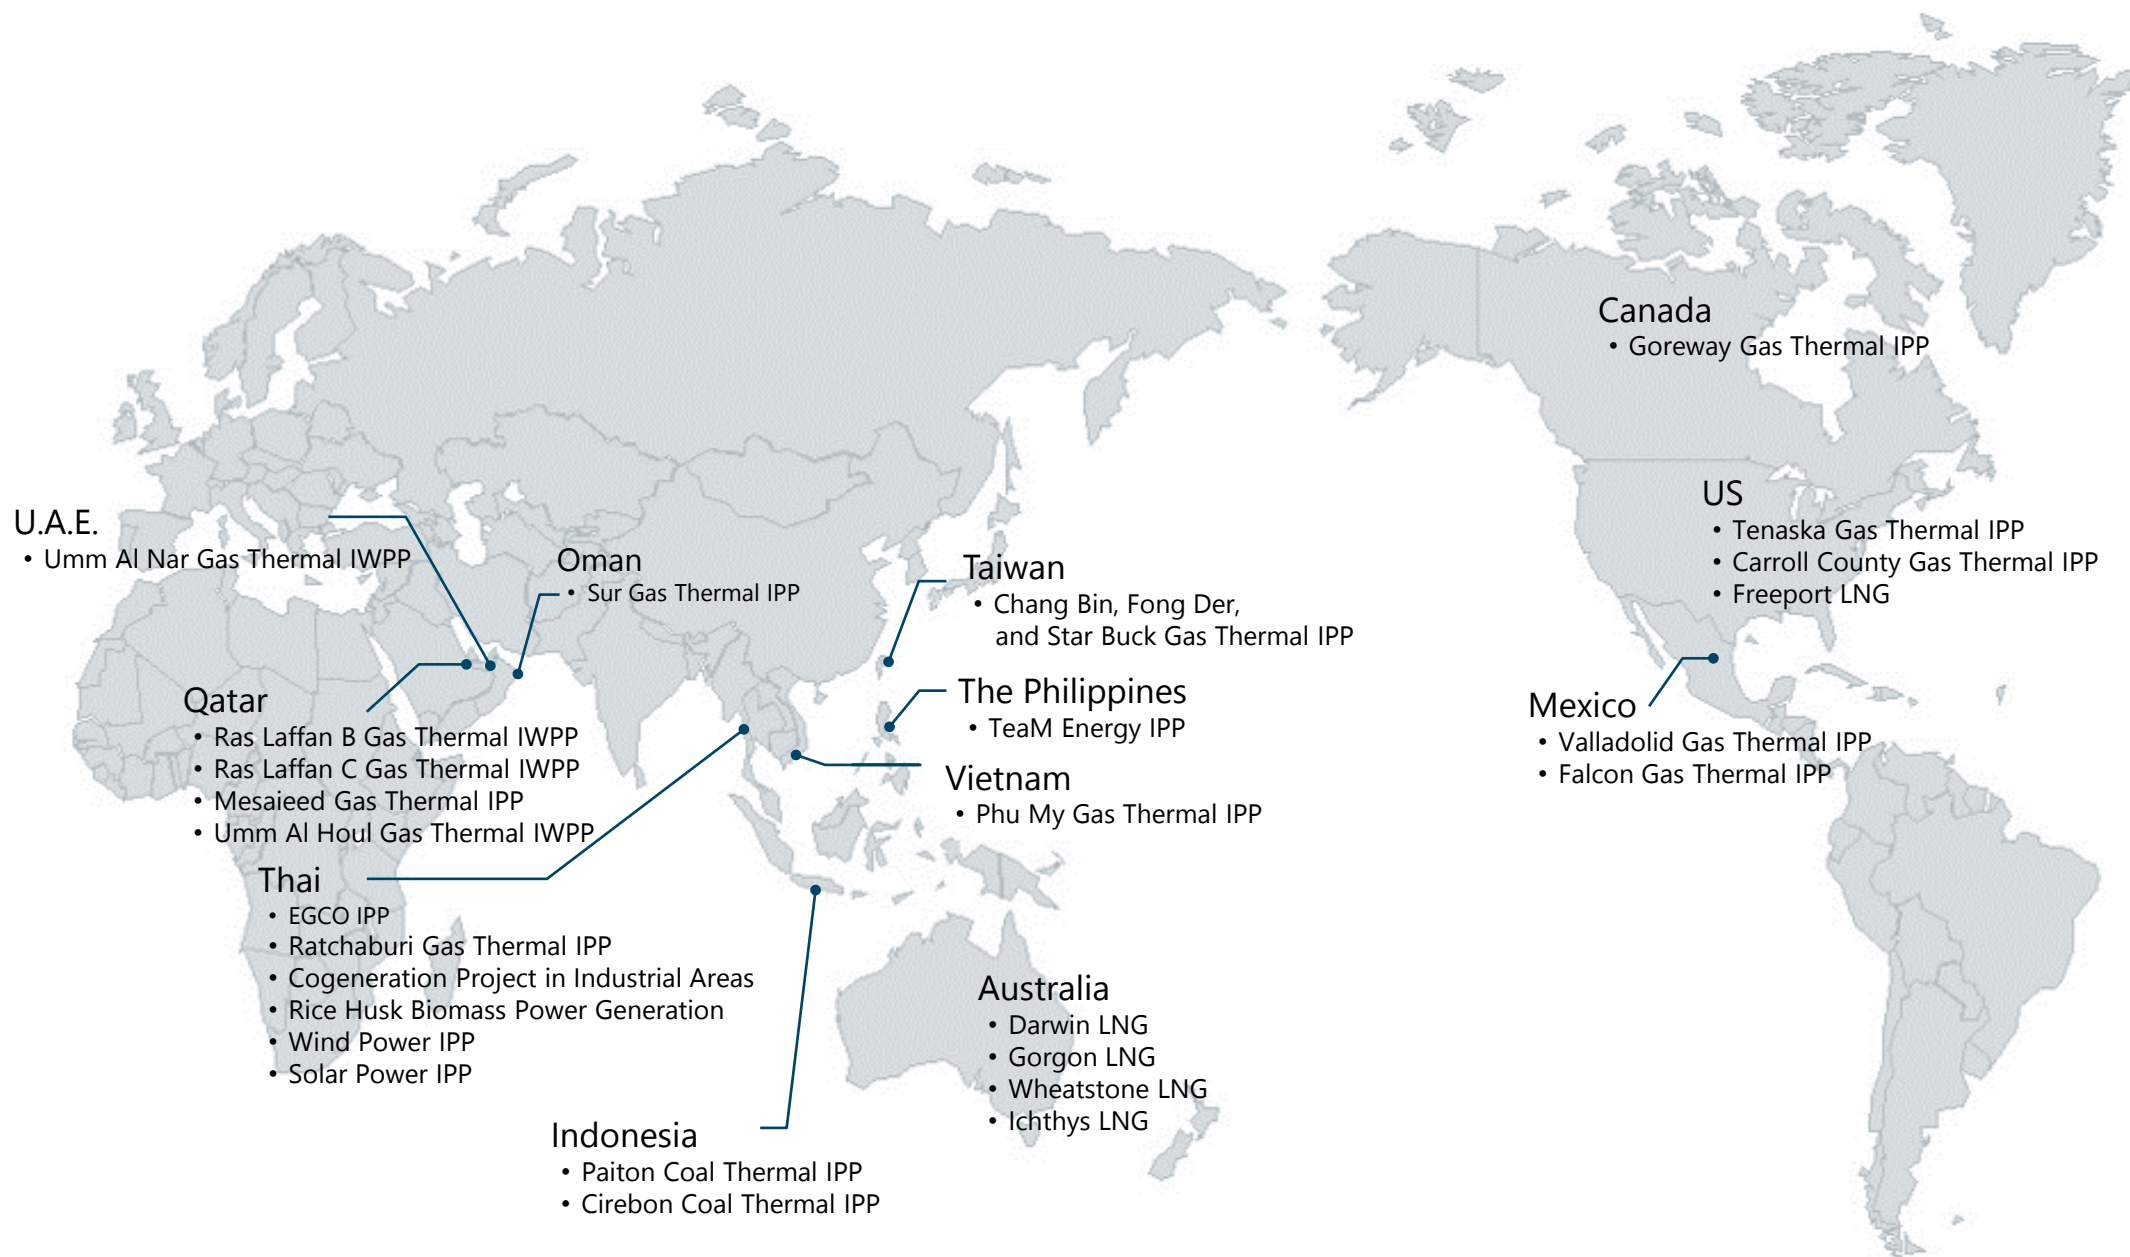 Canada
• Goreway Gas Thermal IPP
US
• Tenaska Gas Thermal IPP
• Carroll County Gas Thermal IPP
• Freeport LNG
U.A.E.
• Umm Al Nar Gas Thermal IWPP
Oman
• Sur Gas Thermal IPP
Taiwan
• Chang Bin, Fong Der,
and Star Buck Gas Thermal IPP
Qatar
• Ras Laffan B Gas Thermal IWPP
• Ras Laffan C Gas Thermal IWPP
• Mesaieed Gas Thermal IPP
• Umm Al Houl Gas Thermal IWPP
The Philippines
• TeaM Energy IPP
Mexico
• Valladolid Gas Thermal IPP
• Falcon Gas Thermal IPP
Vietnam
• Phu My Gas Thermal IPP
Thai
• EGCO IPP
• Ratchaburi Gas Thermal IPP
• Cogeneration Project in Industrial Areas
• Rice Husk Biomass Power Generation
• Wind Power IPP
• Solar Power IPP
Australia
• Darwin LNG
• Gorgon LNG
• Wheatstone LNG
• Ichthys LNG
Indonesia
• Paiton Coal Thermal IPP
• Cirebon Coal Thermal IPP